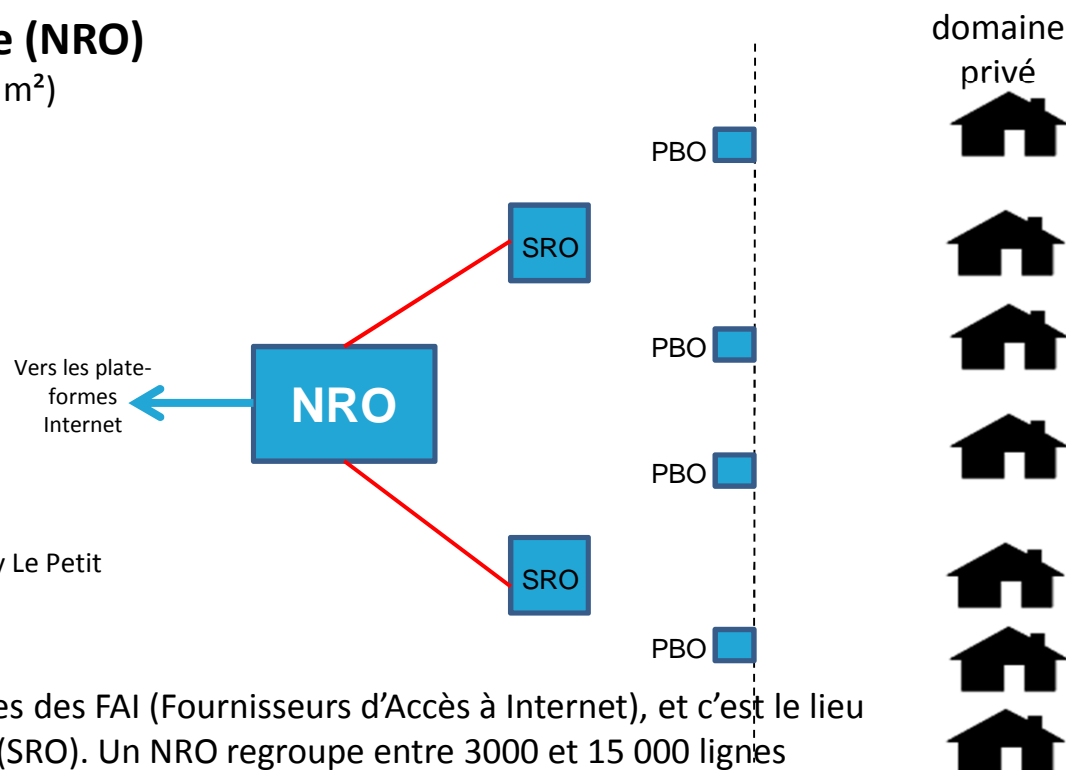 e (NRO)
m²)
domaine
privé
PBO
SRO
PBO
Vers les plate-
formes
Internet
NRO
PBO
y Le Petit
SRO
PBO
es des FAI (Fournisseurs d’Accès à Internet), et c’est le lieu
(SRO). Un NRO regroupe entre 3000 et 15 000 lignes